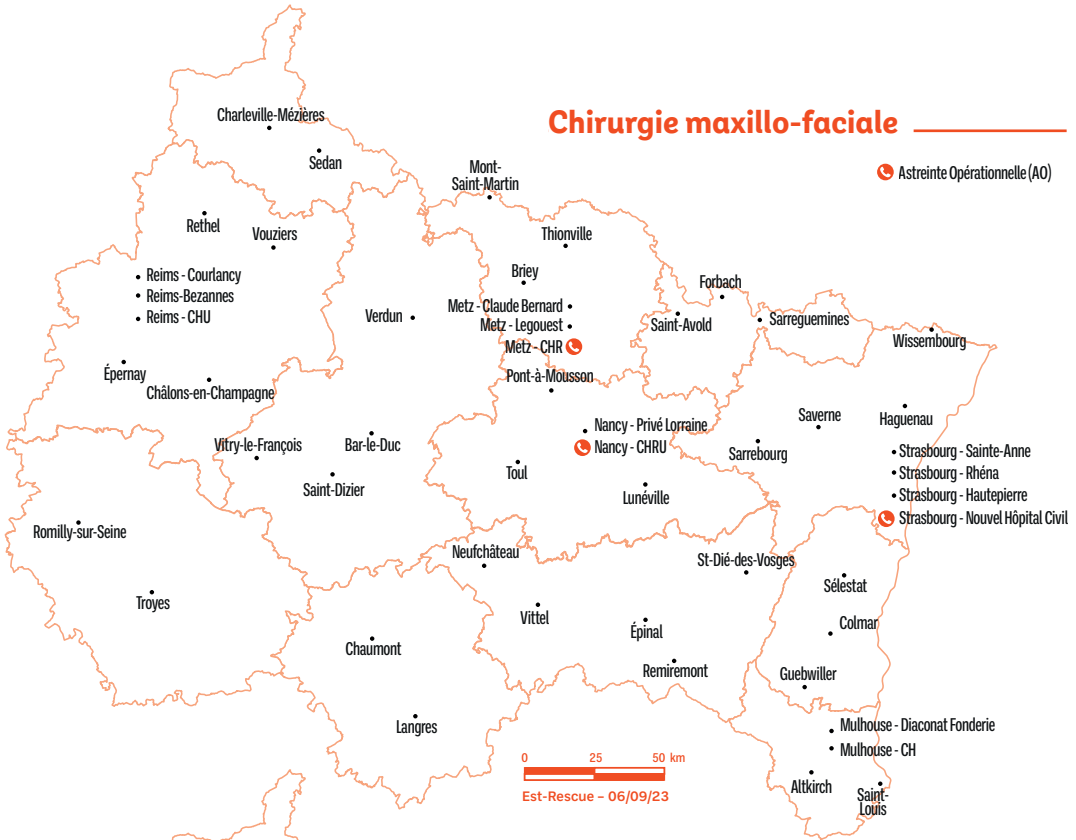 Chirurgie maxillo-faciale
Astreinte Opérationnelle (AO)
Charleville-Mézières
Sedan
Mont-
Saint-Martin
Rethel
Vouziers
Thionville
Reims - Courlancy
Reims-Bezannes
Reims - CHU
Briey
Forbach
Metz - Claude Bernard
Metz - Legouest
Metz - CHR
Verdun
Saint-Avold
Sarreguemines
Wissembourg
Épernay
Châlons-en-Champagne
Pont-à-Mousson
Saverne
Haguenau
Nancy - Privé Lorraine
Nancy - CHRU
Vitry-le-François
Bar-le-Duc
Sarrebourg
Strasbourg - Sainte-Anne
Strasbourg - Rhéna
Strasbourg - Hautepierre
Strasbourg - Nouvel Hôpital Civil
Toul
Saint-Dizier
Lunéville
Romilly-sur-Seine
Neufchâteau
St-Dié-des-Vosges
Sélestat
Troyes
Vittel
Épinal
Colmar
Chaumont
Remiremont
Guebwiller
Langres
Mulhouse - Diaconat Fonderie
Mulhouse - CH
Altkirch
Saint-
Louis
0 25 50 km
Est-Rescue – 06/09/23